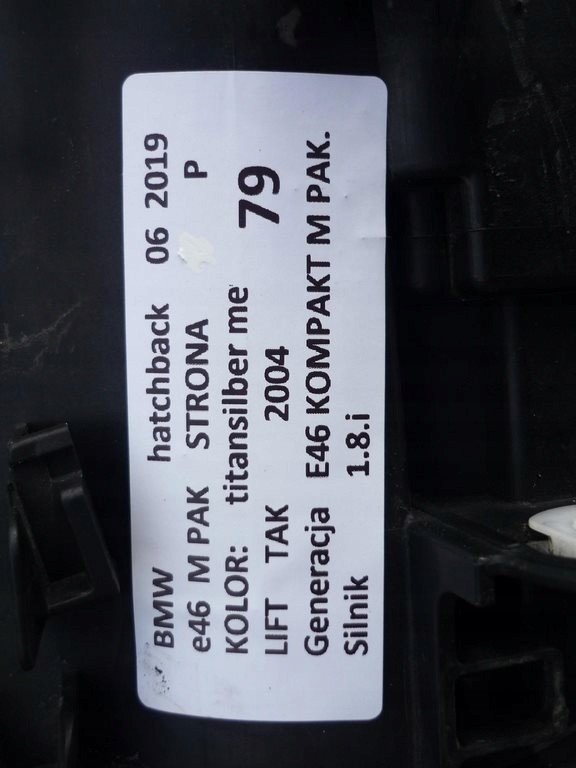 BMW hatchback 06 2019
e46 M PAK STRONA P
KOLOR: titansilber me
LIFT TAK 2004 79
Generacja E46 KOMPAKT M PAK.
Silnik 1.8.i